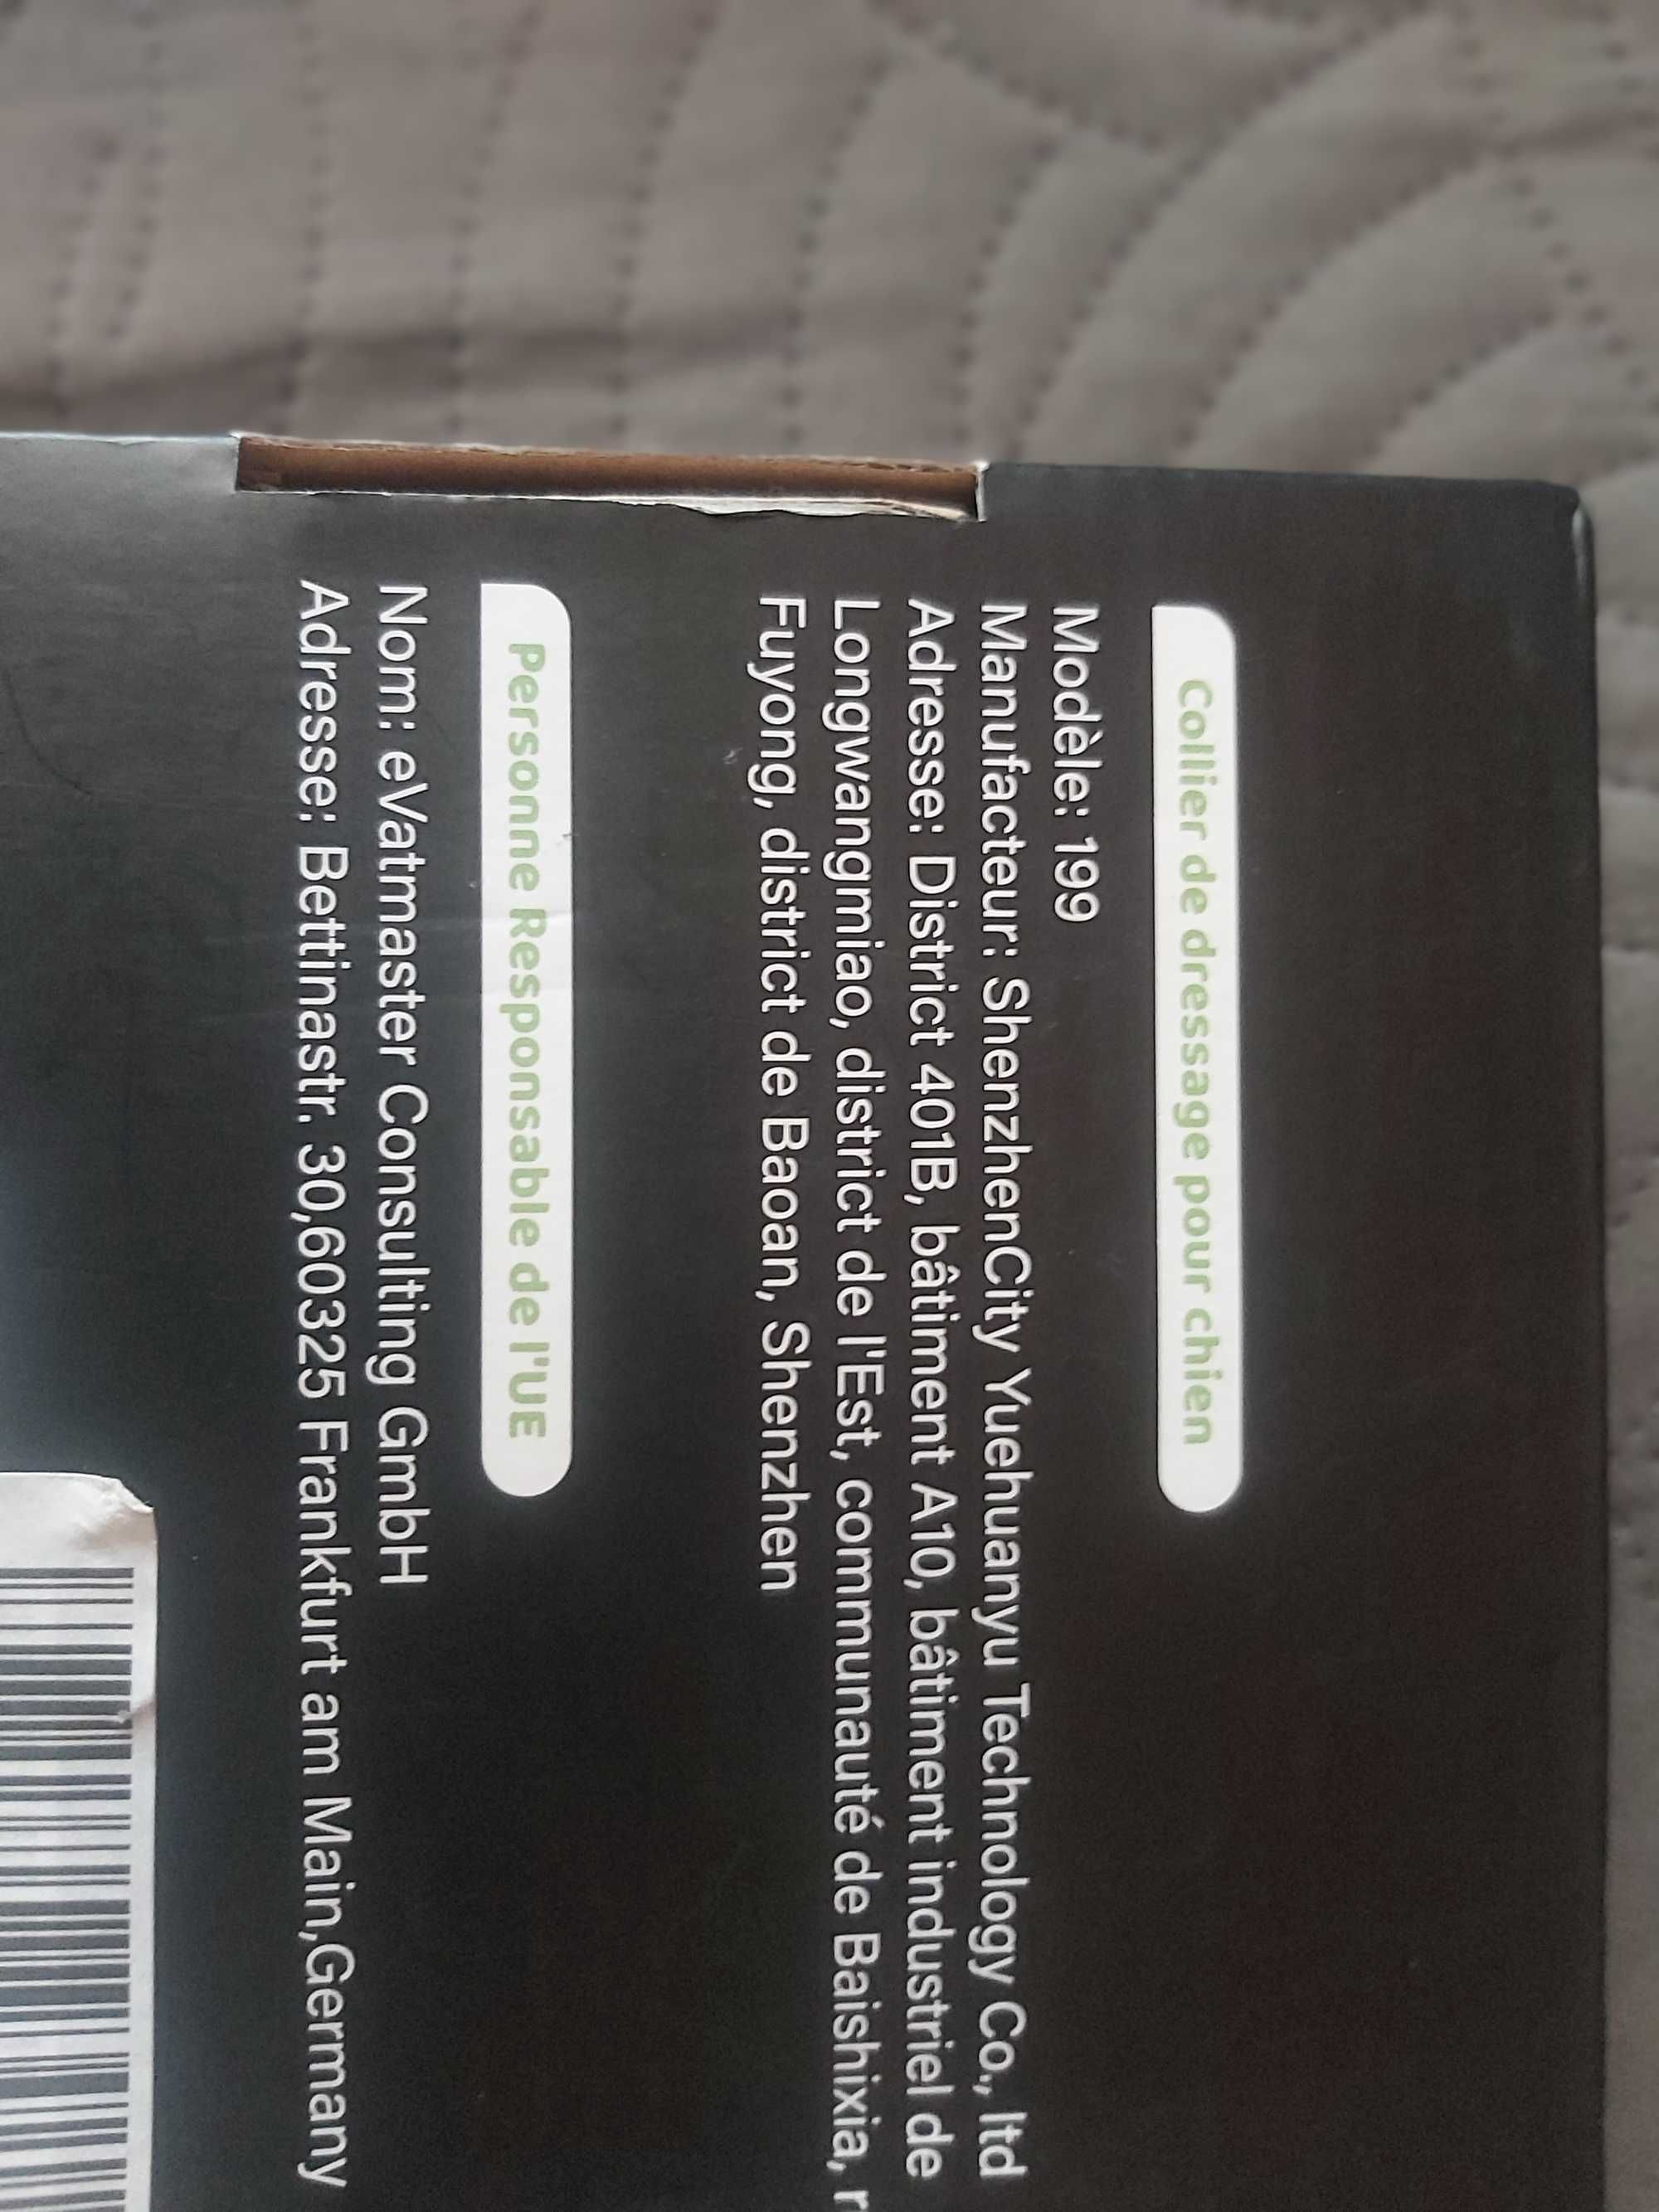 Collier de dressage pour chien
Modèle: 199
Manufacteur: ShenzhenCity Yuehuanyu Technology Co., ltd
Adresse: District 401B, bâtiment A10, bâtiment industriel de
Longwangmiao, district de l'Est, communauté de Baishixia,
Fuyong, district de Baoan, Shenzhen
Personne Responsable de l'UE
Nom: eVatmaster Consulting GmbH
Adresse: Bettinastr. 30,60325 Frankfurt am Main,Germany